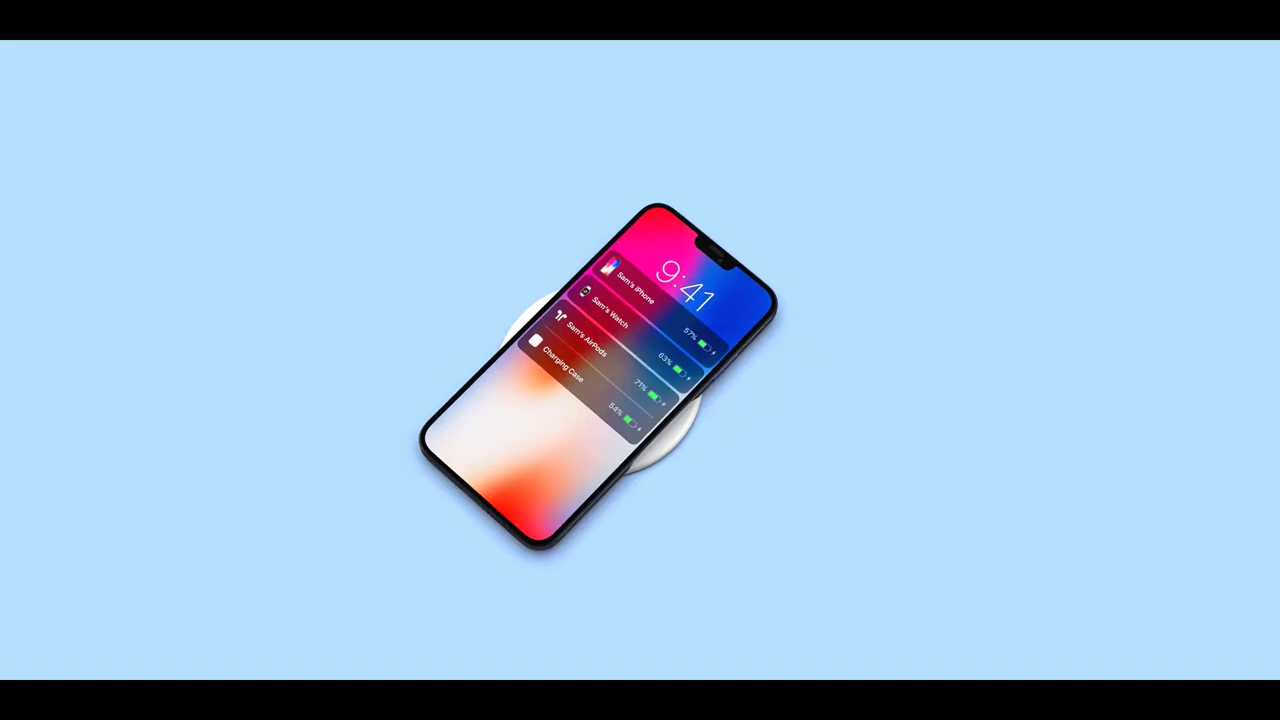 9:41
Sam's iPhone 57%
Sam's Watch 63%
Sam's AirPods 71%
Charging Case 54%